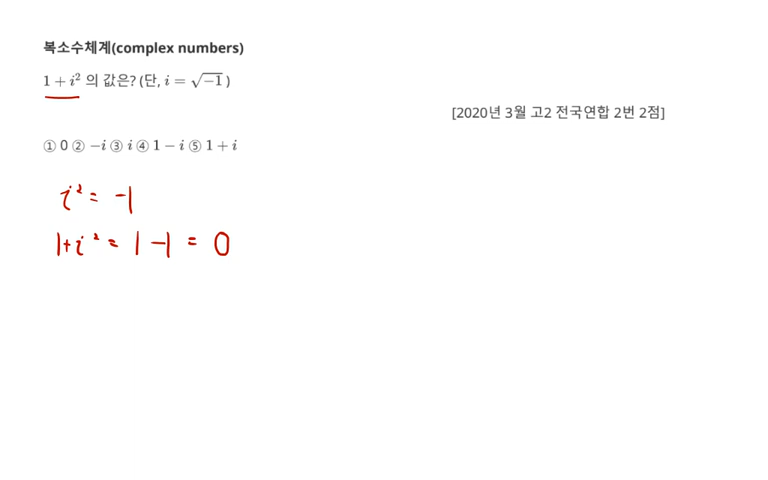 복소수체계(complex numbers)
1 + i² 의 값은? (단, i = √−1 )
[2020년 3월 고2 전국연합 2번 2점]
① 0 ② −i ③ i ④ 1 − i ⑤ 1 + i
i² = −1
1+i² = 1 −1 = 0